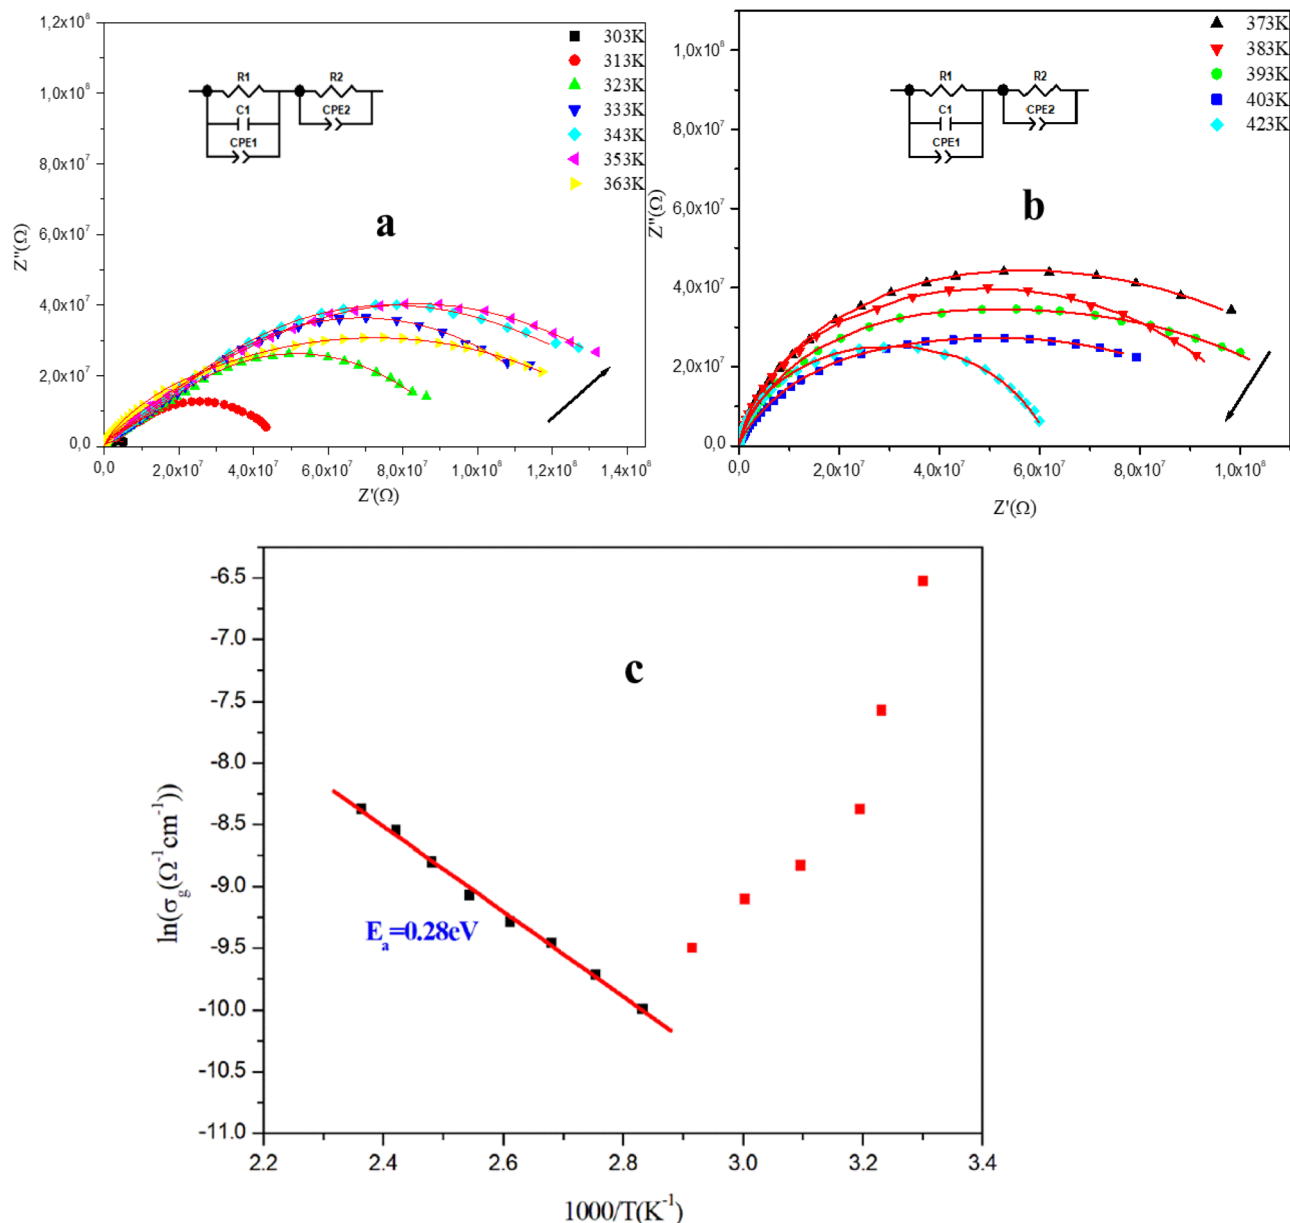 1,2x10⁸
1,0x10⁸
8,0x10⁷
6,0x10⁷
4,0x10⁷
2,0x10⁷
0,0
Z''(Ω)
R1
R2
C1
CPE2
CPE1
303K
313K
323K
333K
343K
353K
363K
a
0,0
2,0x10⁷
4,0x10⁷
6,0x10⁷
8,0x10⁷
1,0x10⁸
1,2x10⁸
1,4x10⁸
Z'(Ω)
1,0x10⁸
8,0x10⁷
6,0x10⁷
4,0x10⁷
2,0x10⁷
0,0
Z''(Ω)
R1
R2
C1
CPE2
CPE1
373K
383K
393K
403K
423K
b
0,0
2,0x10⁷
4,0x10⁷
6,0x10⁷
8,0x10⁷
1,0x10⁸
Z'(Ω)
-6.5
-7.0
-7.5
-8.0
-8.5
-9.0
-9.5
-10.0
-10.5
-11.0
ln(σg(Ω⁻¹cm⁻¹))
c
Ea=0.28eV
2.2
2.4
2.6
2.8
3.0
3.2
3.4
1000/T(K⁻¹)